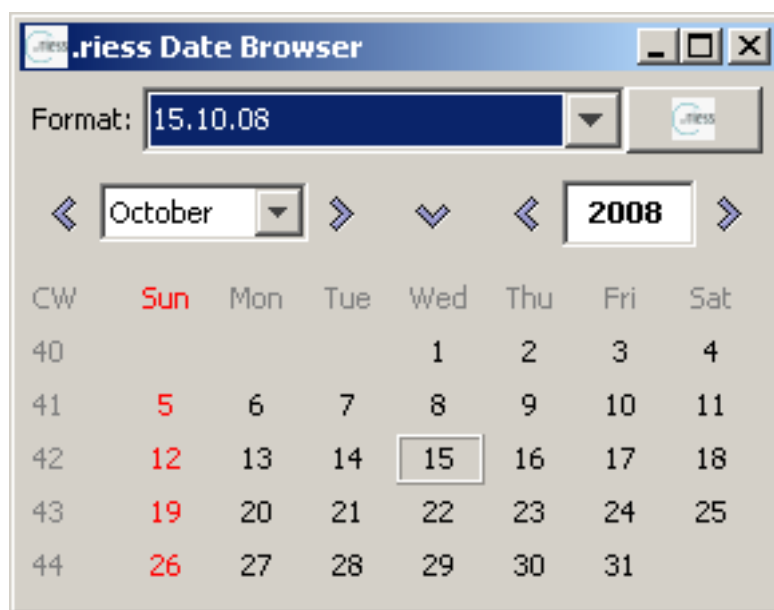 .riess .riess Date Browser
Format: 15.10.08 .riess
October 2008
CW Sun Mon Tue Wed Thu Fri Sat
40 1 2 3 4
41 5 6 7 8 9 10 11
42 12 13 14 15 16 17 18
43 19 20 21 22 23 24 25
44 26 27 28 29 30 31